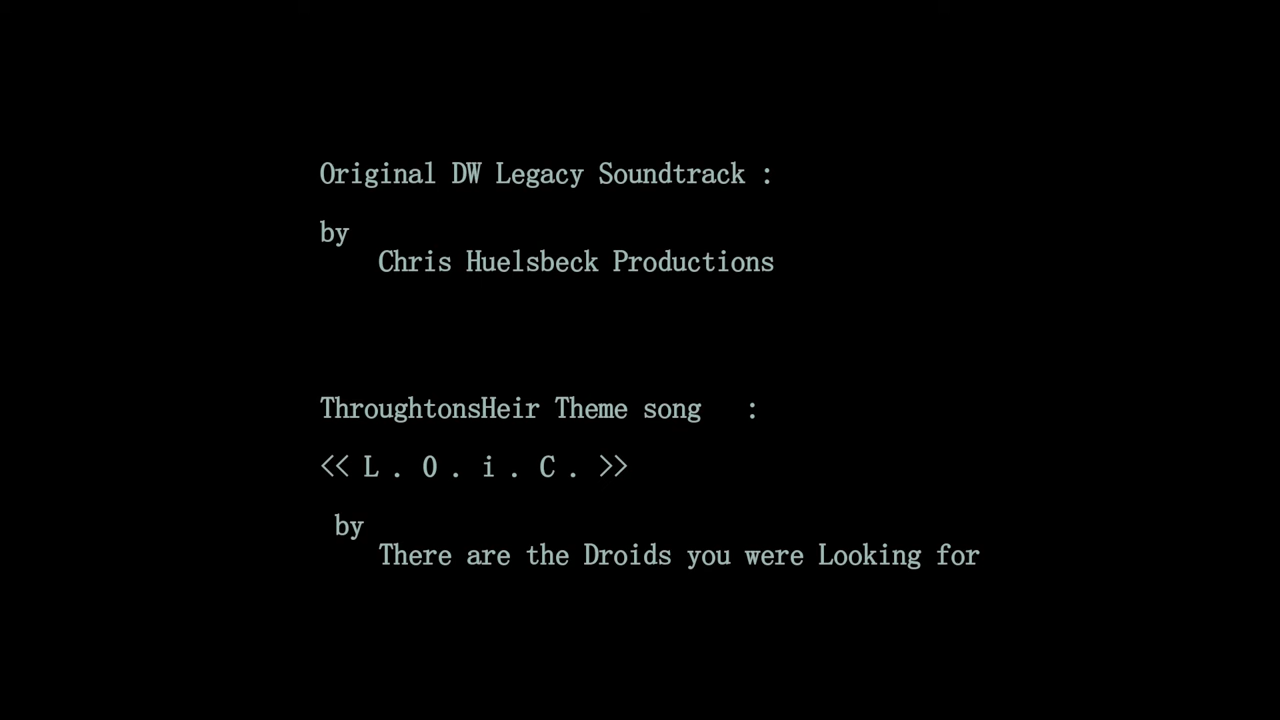 Original DW Legacy Soundtrack :
by
Chris Huelsbeck Productions
ThroughtonsHeir Theme song :
<< L . O . i . C . >>
by
There are the Droids you were Looking for